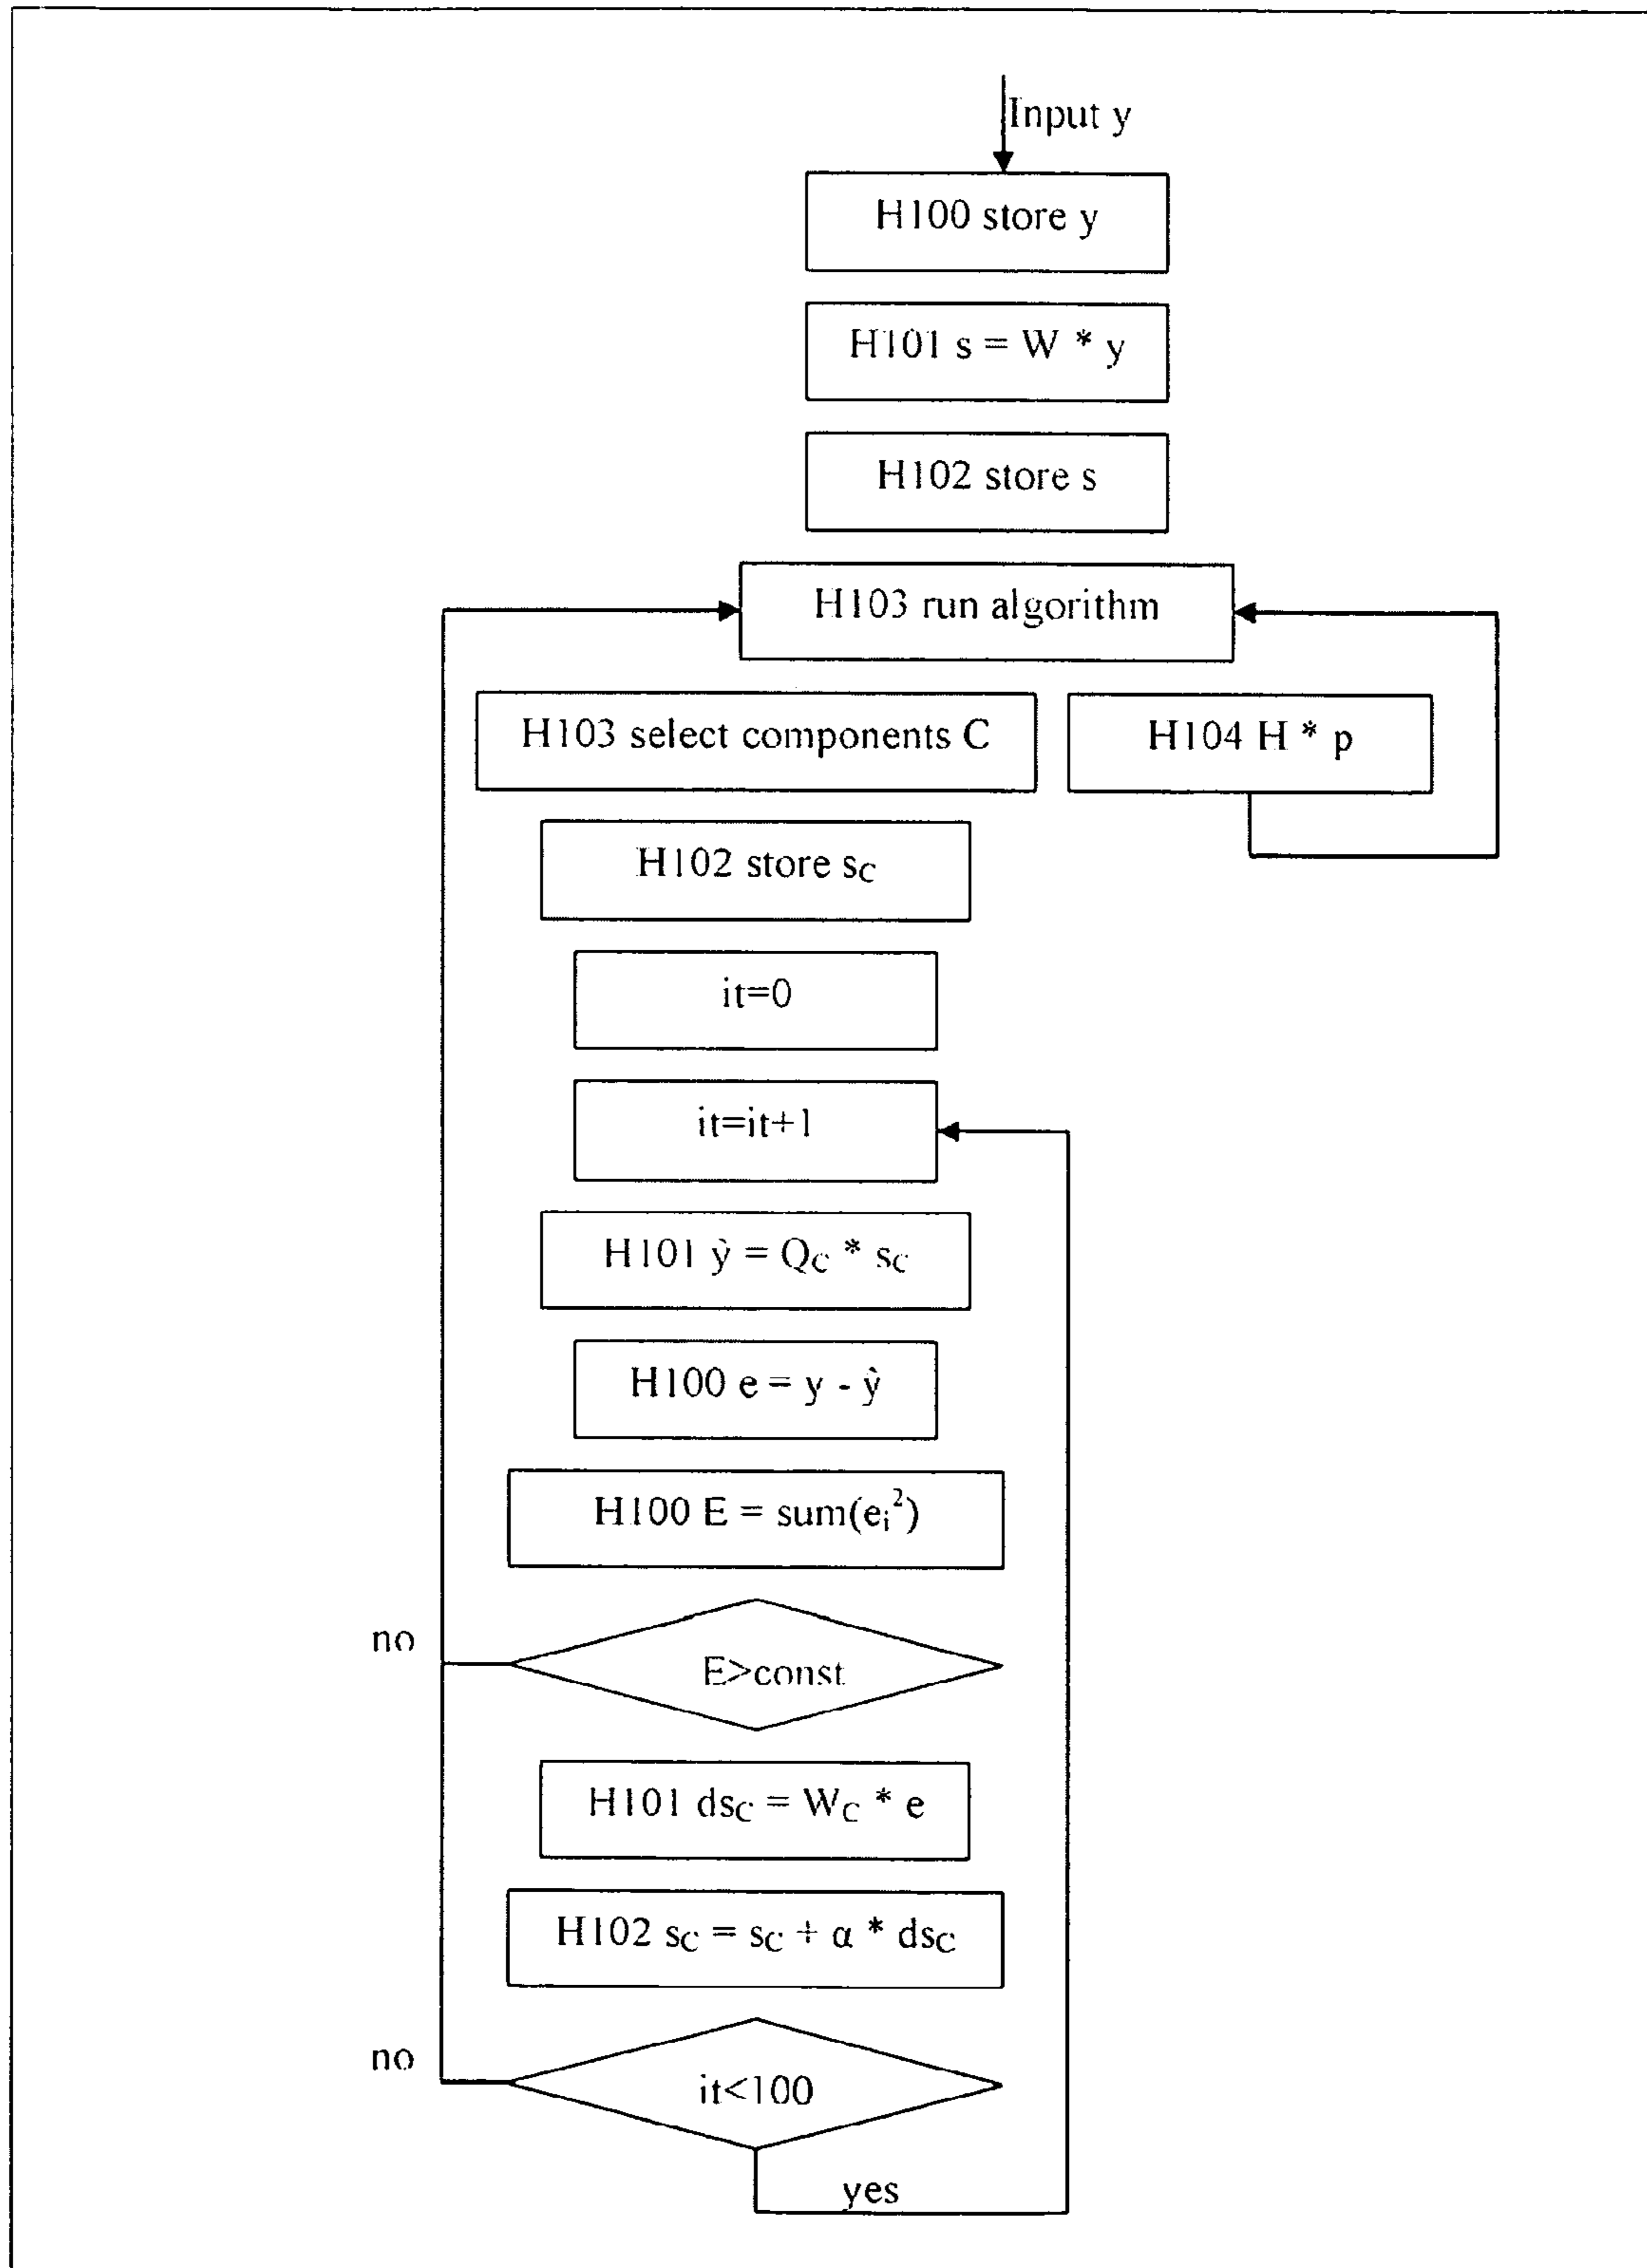 Input y
H100 store y
H101 s = W * y
H102 store s
H103 run algorithm
H103 select components C
H104 H * p
H102 store sC
it=0
it=it+1
H101 ŷ = QC * sC
H100 e = y - ŷ
H100 E = sum(ei²)
no
E>const
H101 dsC = WC * e
H102 sC = sC + α * dsC
no
it<100
yes